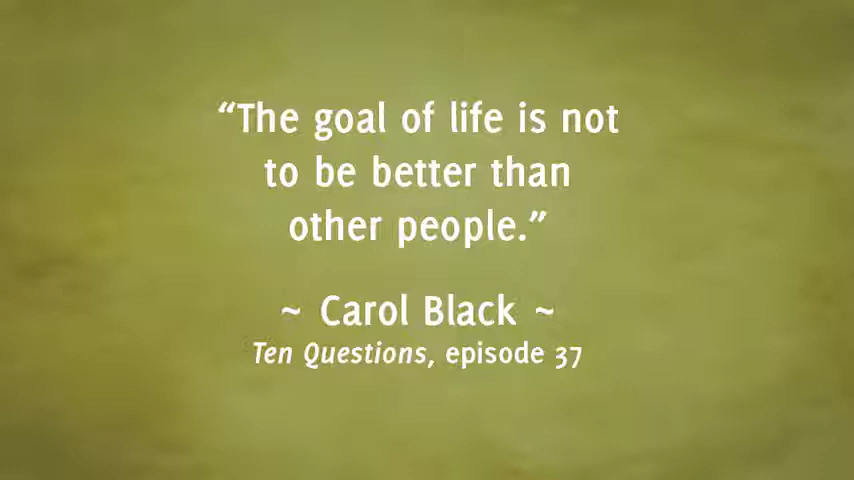 “The goal of life is not
to be better than
other people.”
~ Carol Black ~
Ten Questions, episode 37